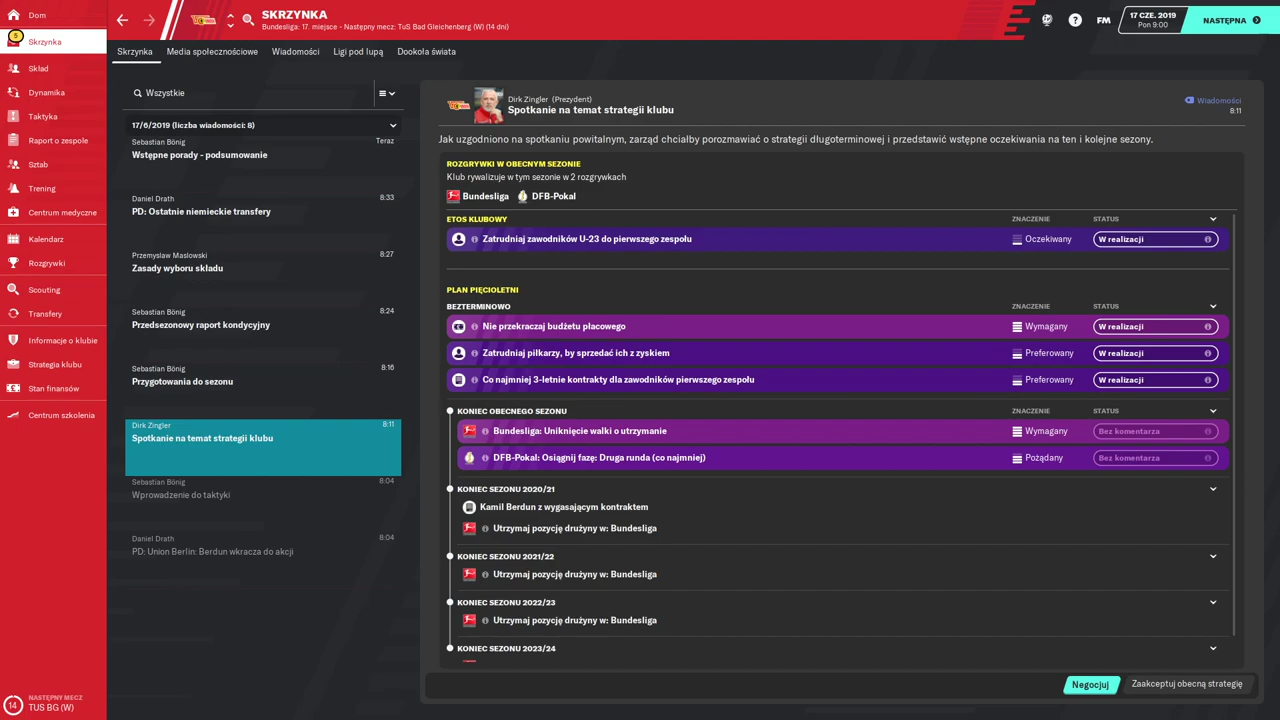 Dom
SKRZYNKA
Bundesliga: 17. miejsce - Następny mecz: TuS Bad Gleichenberg (W) (14 dni)
FM
17 CZE. 2019
Pon 9:00
NASTĘPNA
5
Skrzynka
Skrzynka
Media społecznościowe
Wiadomości
Ligi pod lupą
Dookoła świata
Skład
Dynamika
Taktyka
Raport o zespole
Sztab
Trening
Centrum medyczne
Kalendarz
Rozgrywki
Scouting
Transfery
Informacje o klubie
Strategia klubu
Stan finansów
Centrum szkolenia
14
NASTĘPNY MECZ
TUS BG (W)
Wszystkie
17/6/2019 (liczba wiadomości: 8)
Sebastian Bönig Teraz
Wstępne porady - podsumowanie
Daniel Drath 8:33
PD: Ostatnie niemieckie transfery
Przemyslaw Maslowski 8:27
Zasady wyboru składu
Sebastian Bönig 8:24
Przedsezonowy raport kondycyjny
Sebastian Bönig 8:16
Przygotowania do sezonu
Dirk Zingler 8:11
Spotkanie na temat strategii klubu
Sebastian Bönig 8:04
Wprowadzenie do taktyki
Daniel Drath 8:04
PD: Union Berlin: Berdun wkracza do akcji
Dirk Zingler (Prezydent)
Spotkanie na temat strategii klubu
Wiadomości
8:11
Jak uzgodniono na spotkaniu powitalnym, zarząd chciałby porozmawiać o strategii długoterminowej i przedstawić wstępne oczekiwania na ten i kolejne sezony.
ROZGRYWKI W OBECNYM SEZONIE
Klub rywalizuje w tym sezonie w 2 rozgrywkach
Bundesliga DFB-Pokal
ETOS KLUBOWY ZNACZENIE STATUS
Zatrudniaj zawodników U-23 do pierwszego zespołu Oczekiwany W realizacji
PLAN PIĘCIOLETNI
BEZTERMINOWO ZNACZENIE STATUS
Nie przekraczaj budżetu płacowego Wymagany W realizacji
Zatrudniaj piłkarzy, by sprzedać ich z zyskiem Preferowany W realizacji
Co najmniej 3-letnie kontrakty dla zawodników pierwszego zespołu Preferowany W realizacji
KONIEC OBECNEGO SEZONU ZNACZENIE STATUS
Bundesliga: Uniknięcie walki o utrzymanie Wymagany Bez komentarza
DFB-Pokal: Osiągnij fazę: Druga runda (co najmniej) Pożądany Bez komentarza
KONIEC SEZONU 2020/21
Kamil Berdun z wygasającym kontraktem
Utrzymaj pozycję drużyny w: Bundesliga
KONIEC SEZONU 2021/22
Utrzymaj pozycję drużyny w: Bundesliga
KONIEC SEZONU 2022/23
Utrzymaj pozycję drużyny w: Bundesliga
KONIEC SEZONU 2023/24
Negocjuj
Zaakceptuj obecną strategię